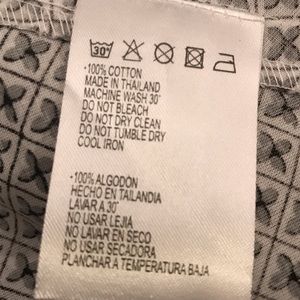 30°
•100% COTTON
MADE IN THAILAND
MACHINE WASH 30°
DO NOT BLEACH
DO NOT DRY CLEAN
DO NOT TUMBLE DRY
COOL IRON
•100% ALGODÓN
HECHO EN TAILANDIA
LAVAR A 30°
NO USAR LEJIA
NO LAVAR EN SECO
NO USAR SECADORA
PLANCHAR A TEMPERATURA BAJA